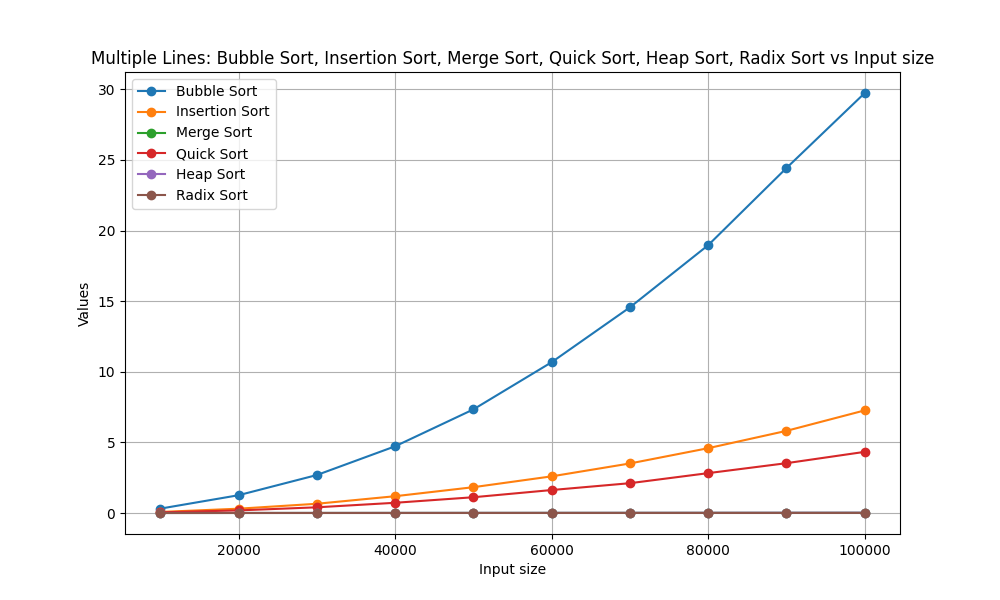 Multiple Lines: Bubble Sort, Insertion Sort, Merge Sort, Quick Sort, Heap Sort, Radix Sort vs Input size
Bubble Sort
Insertion Sort
Merge Sort
Quick Sort
Heap Sort
Radix Sort
Values
30
25
20
15
10
5
0
20000
40000
60000
80000
100000
Input size